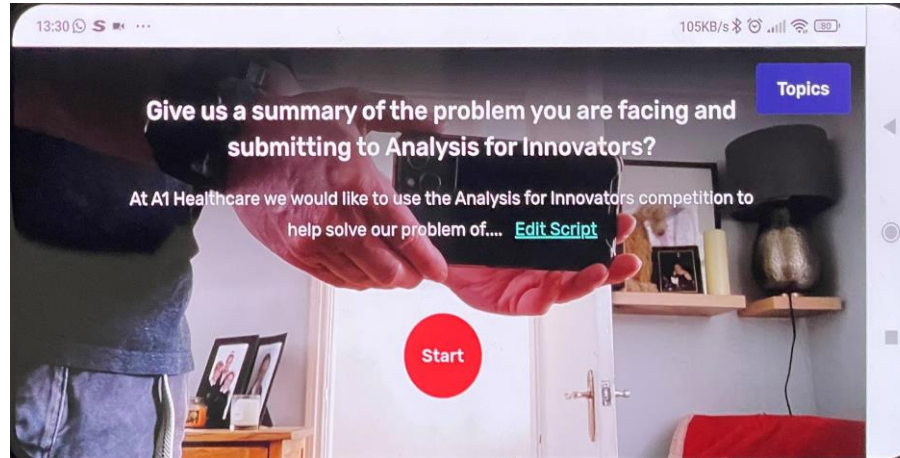 13:30 S ...
105KB/s 80
Topics
Give us a summary of the problem you are facing and
submitting to Analysis for Innovators?
At A1 Healthcare we would like to use the Analysis for Innovators competition to
help solve our problem of.... Edit Script
Start